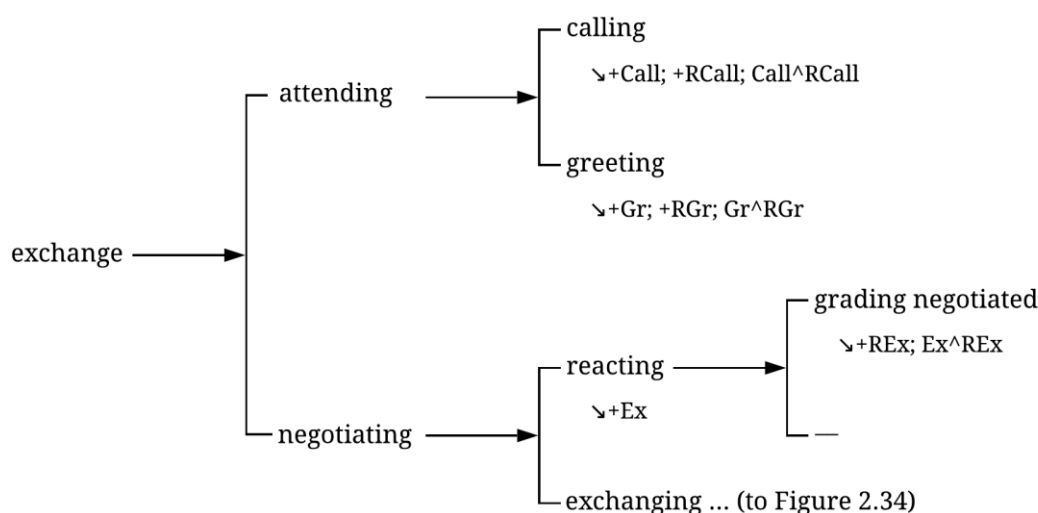 calling
↘+Call; +RCall; Call^RCall
attending
greeting
↘+Gr; +RGr; Gr^RGr
exchange
grading negotiated
↘+REx; Ex^REx
reacting
↘+Ex
negotiating
—
exchanging ... (to Figure 2.34)